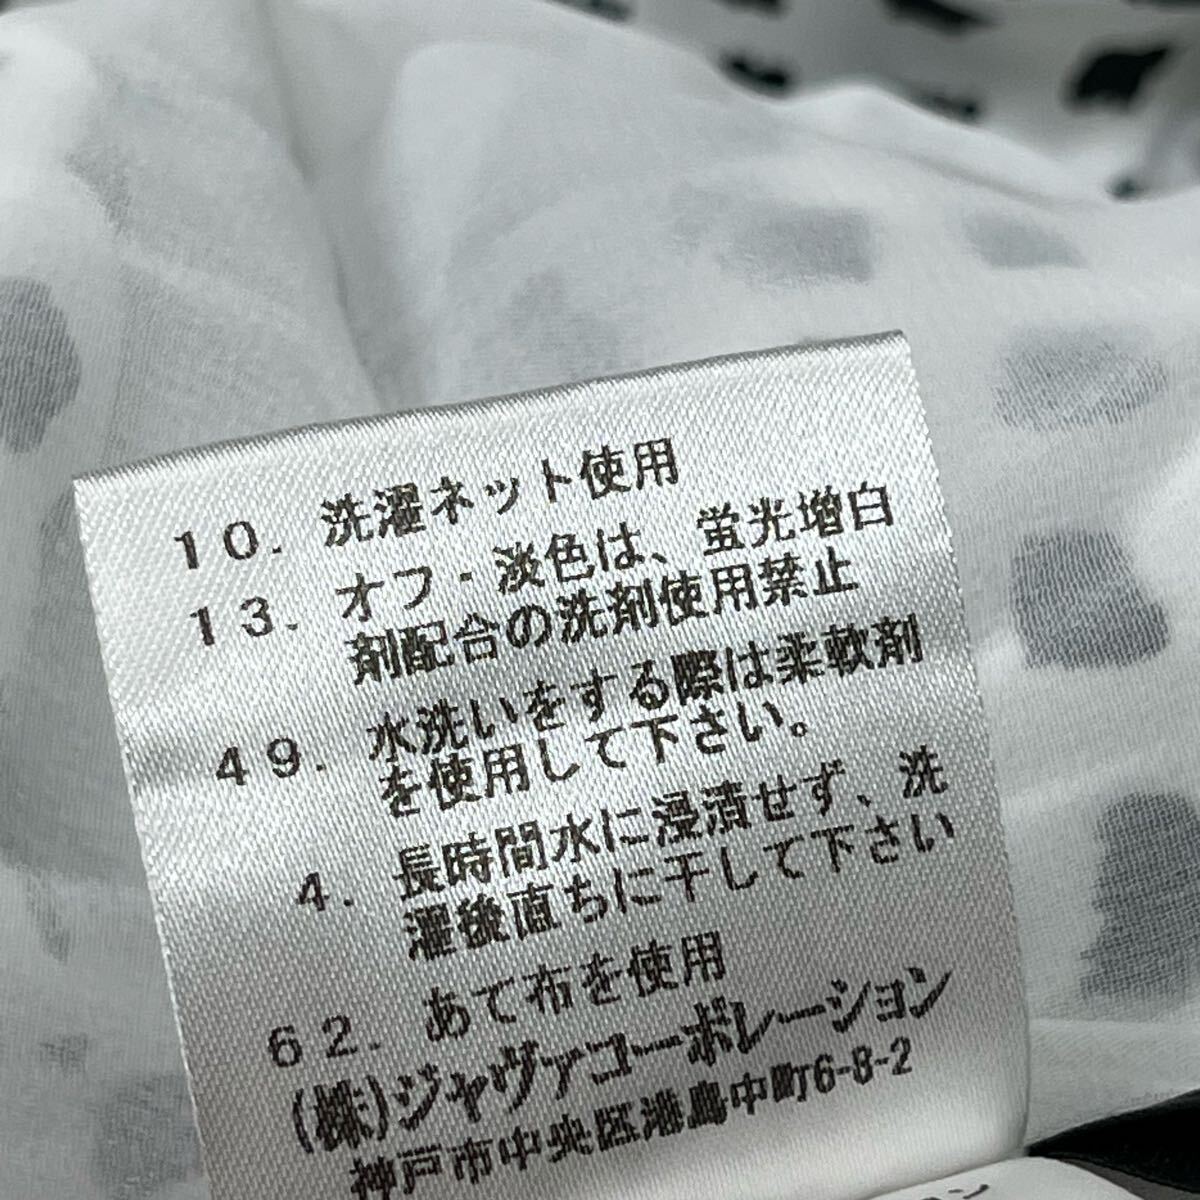 10. 洗濯ネット使用
13. オフ・淡色は、蛍光増白
剤配合の洗剤使用禁止
49. 水洗いをする際は柔軟剤
を使用して下さい。
4. 長時間水に浸漬せず、洗
濯後直ちに干して下さい
62. あて布を使用
(株)ジャヴァコーポレーション
神戸市中央区港島中町6-8-2
ョン